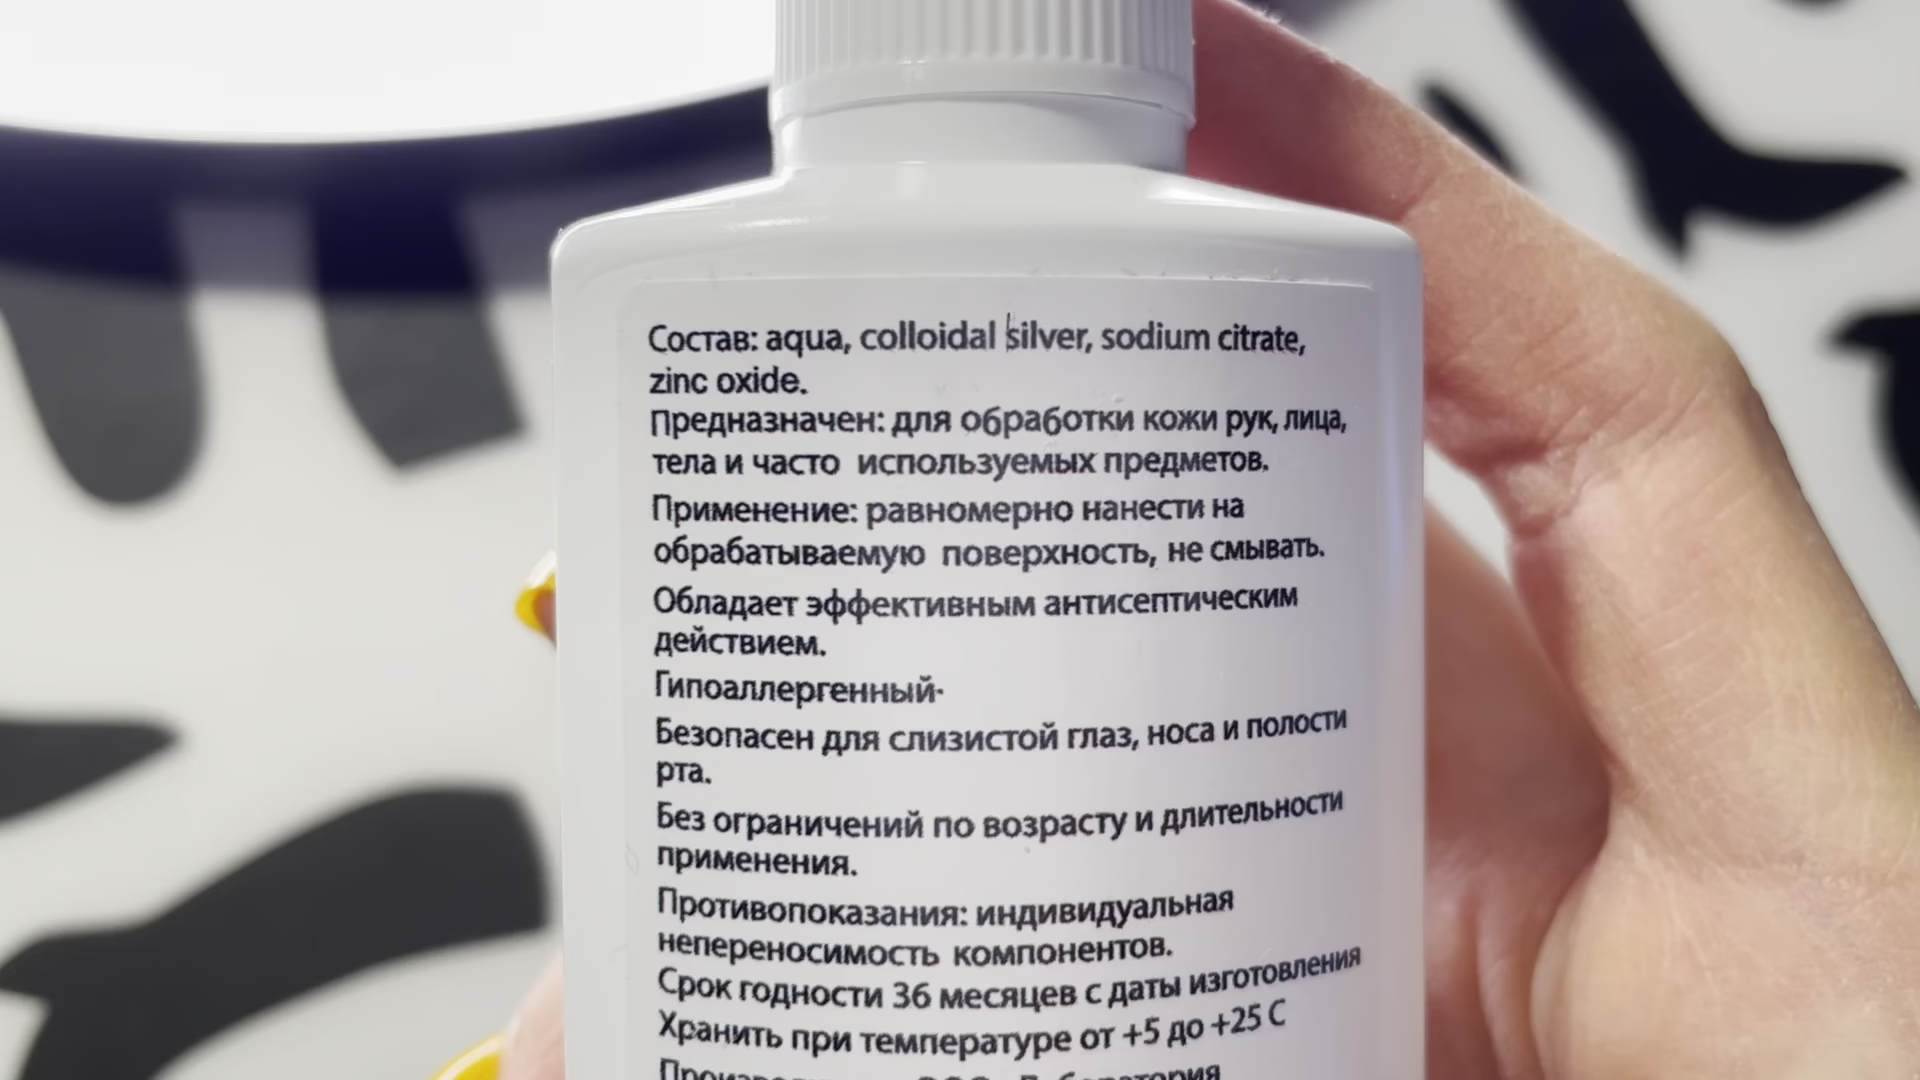 Состав: aqua, colloidal silver, sodium citrate,
zinc oxide.
Предназначен: для обработки кожи рук, лица,
тела и часто используемых предметов.
Применение: равномерно нанести на
обрабатываемую поверхность, не смывать.
Обладает эффективным антисептическим
действием.
Гипоаллергенный·
Безопасен для слизистой глаз, носа и полости
рта.
Без ограничений по возрасту и длительности
применения.
Противопоказания: индивидуальная
непереносимость компонентов.
Срок годности 36 месяцев с даты изготовления
Хранить при температуре от +5 до +25 С
Лаборатория